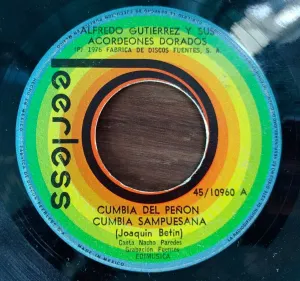 ALFREDO GUTIERREZ Y SUS
ACORDEONES DORADOS
(P) 1976 FABRICA DE DISCOS FUENTES, S. A
Peerless
45/10960 A
CUMBIA DEL PEÑON
CUMBIA SAMPUESANA
(Joaquin Betin)
Canta Nacho Paredes
Grabación Fuentes
EDIMUSICA